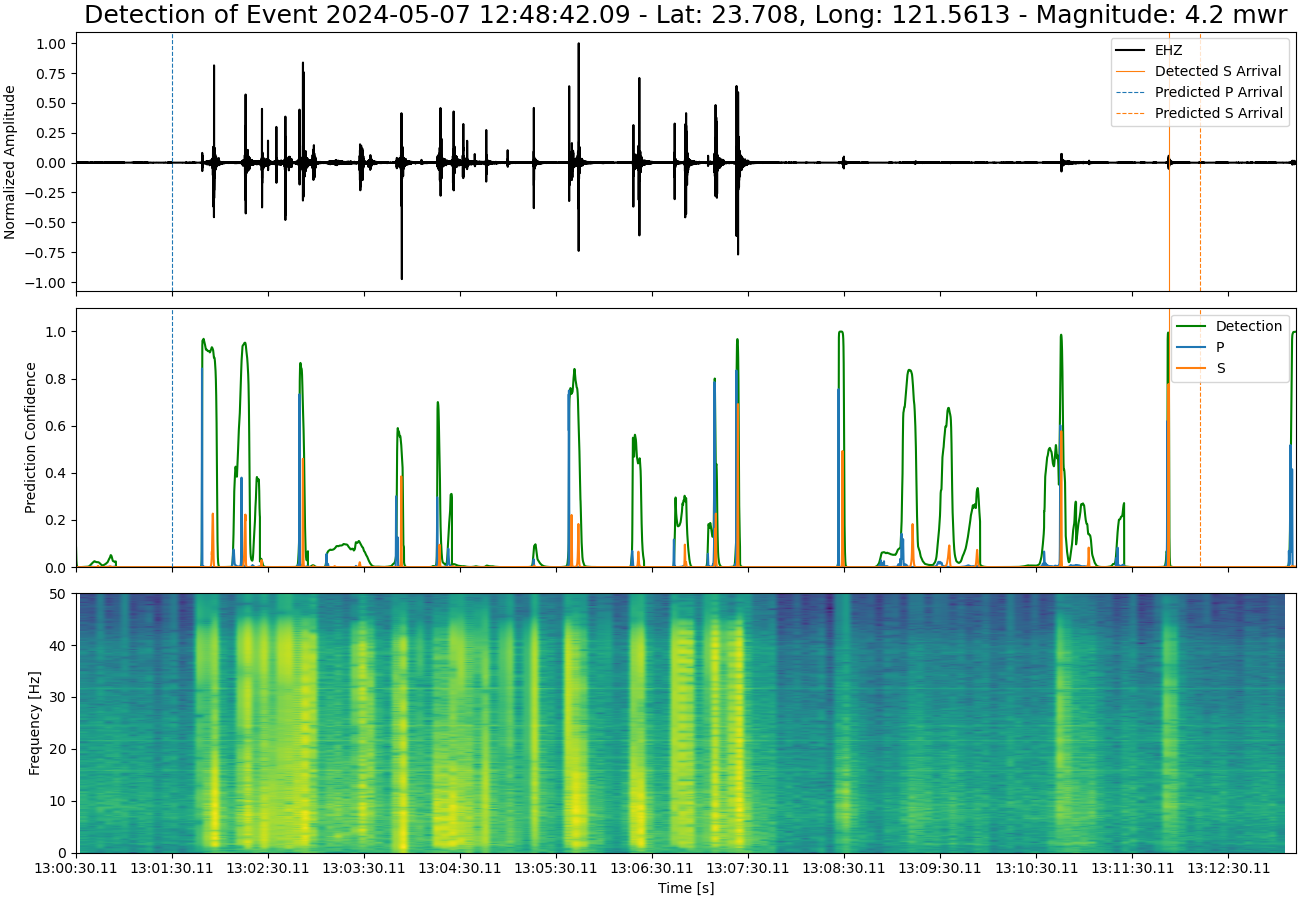 Detection of Event 2024-05-07 12:48:42.09 - Lat: 23.708, Long: 121.5613 - Magnitude: 4.2 mwr
1.00
0.75
0.50
0.25
0.00
−0.25
−0.50
−0.75
−1.00
Normalized Amplitude
EHZ
Detected S Arrival
Predicted P Arrival
Predicted S Arrival
1.0
0.8
0.6
0.4
0.2
0.0
Prediction Confidence
Detection
P
S
50
40
30
20
10
0
Frequency [Hz]
13:00:30.11 13:01:30.11 13:02:30.11 13:03:30.11 13:04:30.11 13:05:30.11 13:06:30.11 13:07:30.11 13:08:30.11 13:09:30.11 13:10:30.11 13:11:30.11 13:12:30.11
Time [s]